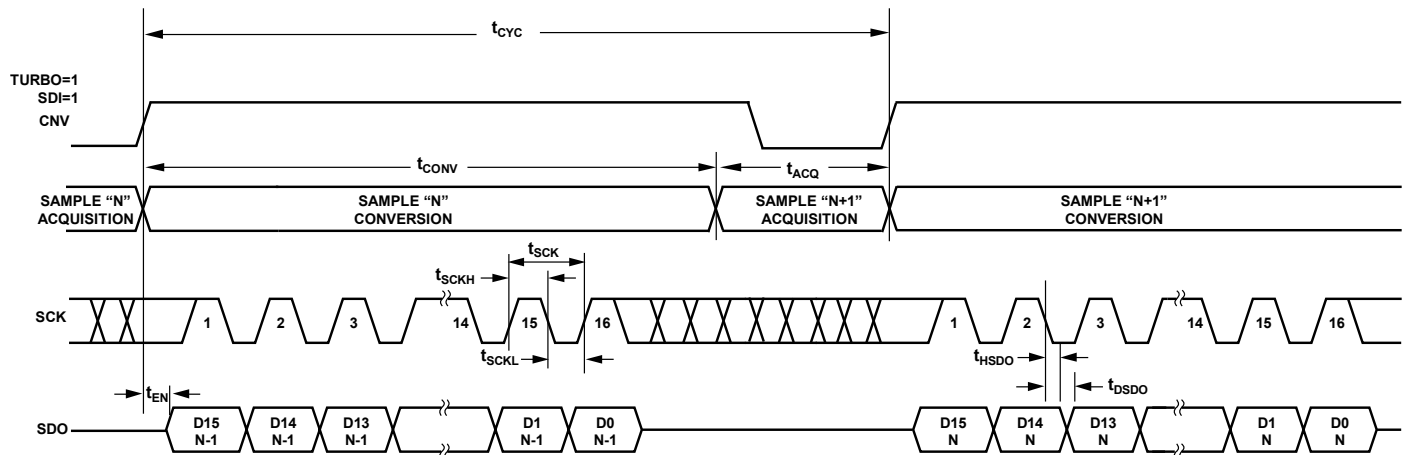 tCYC
TURBO=1
SDI=1
CNV
tCONV
tACQ
SAMPLE “N”
ACQUISITION
SAMPLE “N”
CONVERSION
SAMPLE “N+1”
ACQUISITION
SAMPLE “N+1”
CONVERSION
tSCK
tSCKH
SCK
1
2
3
14
15
16
1
2
3
14
15
16
tSCKL
tHSDO
tEN
tDSDO
SDO
D15
N-1
D14
N-1
D13
N-1
D1
N-1
D0
N-1
D15
N
D14
N
D13
N
D1
N
D0
N